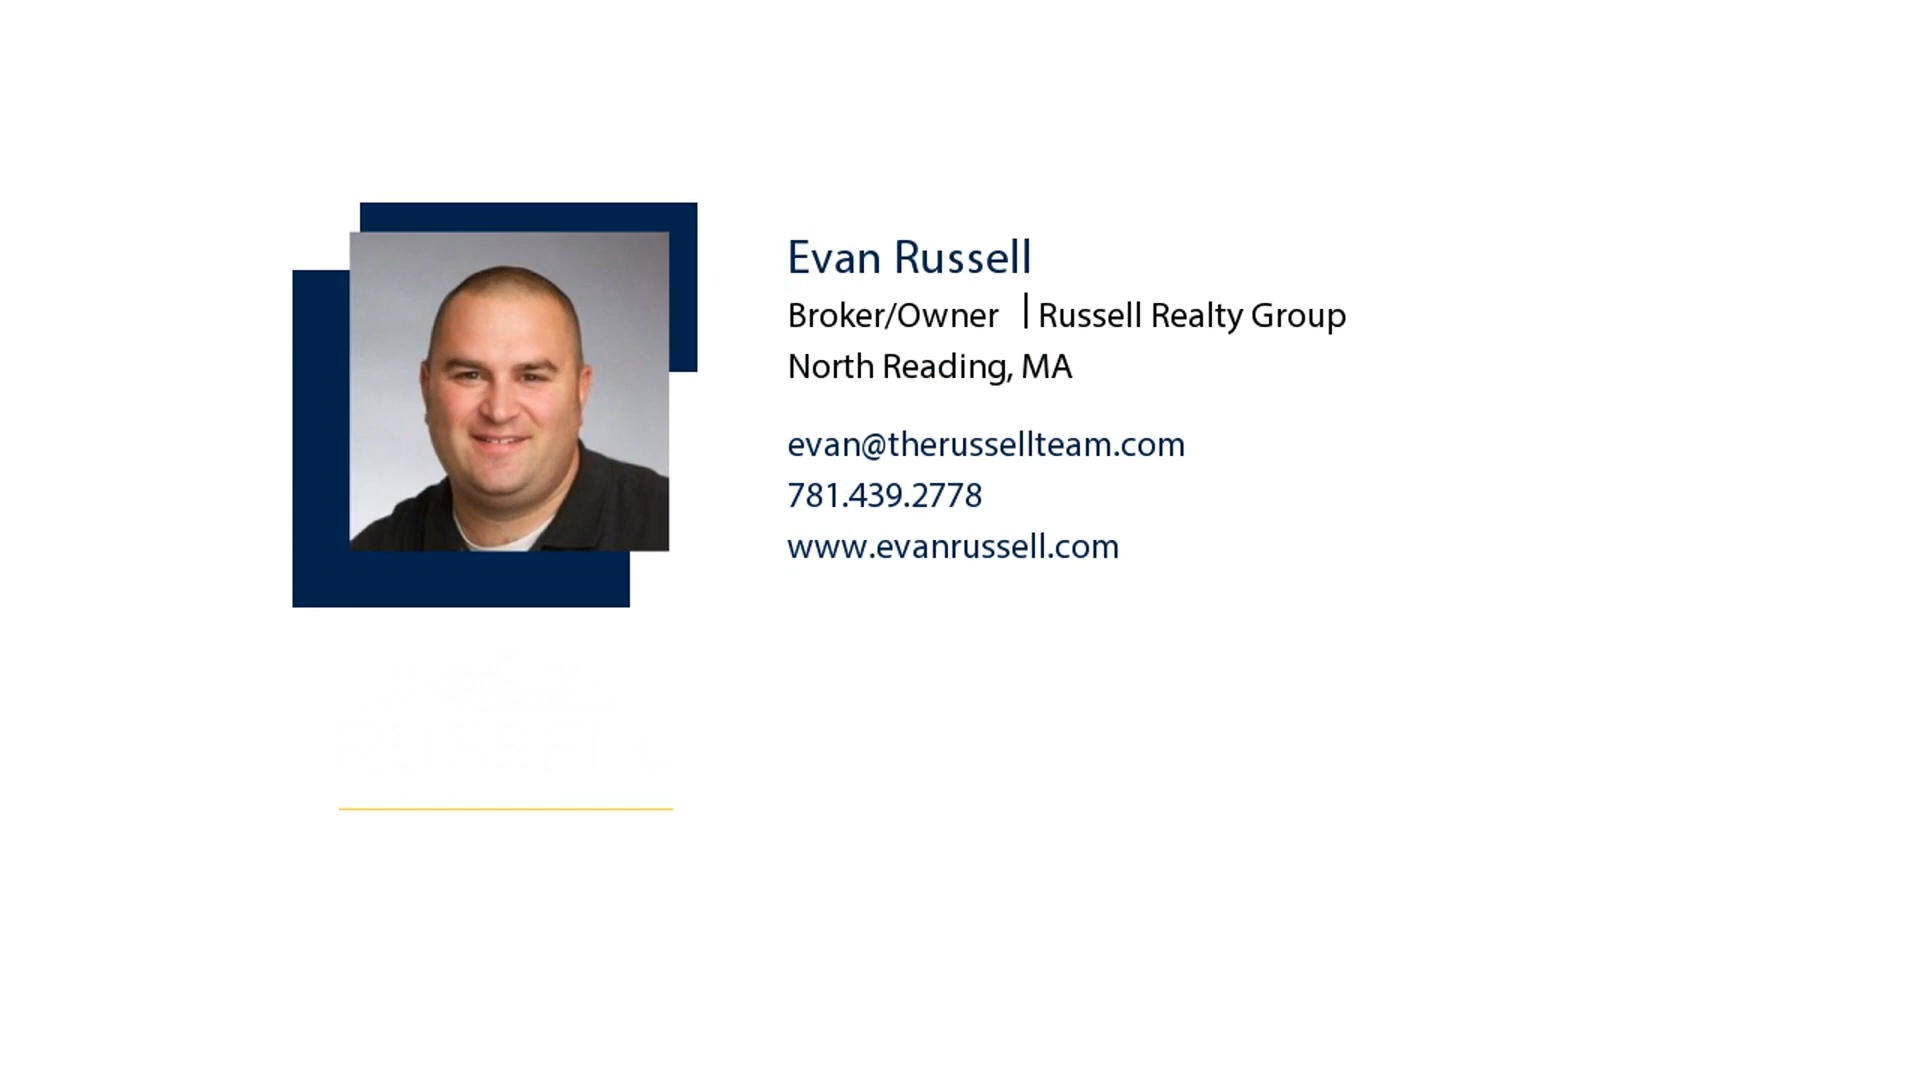 Evan Russell
Broker/Owner | Russell Realty Group
North Reading, MA
evan@therussellteam.com
781.439.2778
www.evanrussell.com